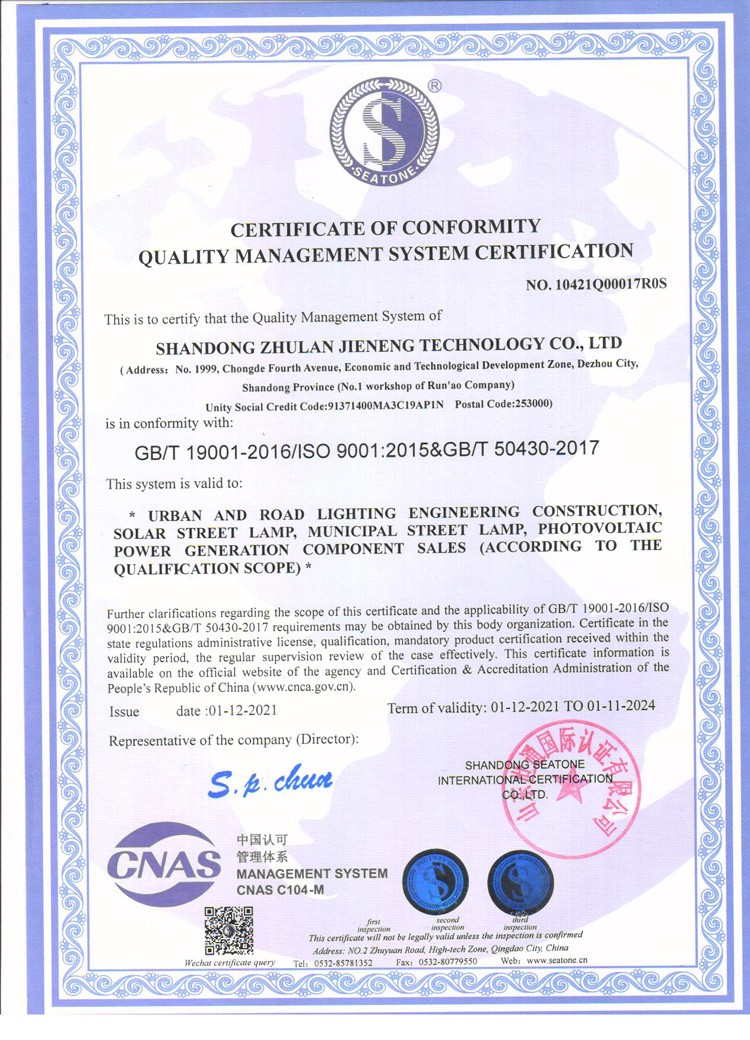 ®
SEATONE
CERTIFICATE OF CONFORMITY
QUALITY MANAGEMENT SYSTEM CERTIFICATION
NO. 10421Q00017R0S
This is to certify that the Quality Management System of
SHANDONG ZHULAN JIENENG TECHNOLOGY CO., LTD
( Address: No. 1999, Chongde Fourth Avenue, Economic and Technological Development Zone, Dezhou City,
Shandong Province (No.1 workshop of Run'ao Company)
Unity Social Credit Code:91371400MA3C19AP1N Postal Code:253000)
is in conformity with:
GB/T 19001-2016/ISO 9001:2015&GB/T 50430-2017
This system is valid to:
* URBAN AND ROAD LIGHTING ENGINEERING CONSTRUCTION,
SOLAR STREET LAMP, MUNICIPAL STREET LAMP, PHOTOVOLTAIC
POWER GENERATION COMPONENT SALES (ACCORDING TO THE
QUALIFICATION SCOPE) *
Further clarifications regarding the scope of this certificate and the applicability of GB/T 19001-2016/ISO
9001:2015&GB/T 50430-2017 requirements may be obtained by this body organization. Certificate in the
state regulations administrative license, qualification, mandatory product certification received within the
validity period, the regular supervision review of the case effectively. This certificate information is
available on the official website of the agency and Certification & Accreditation Administration of the
People's Republic of China (www.cnca.gov.cn).
Issue date :01-12-2021
Term of validity: 01-12-2021 TO 01-11-2024
Representative of the company (Director):
S.p. chua
SHANDONG SEATONE
INTERNATIONAL CERTIFICATION
CO.,LTD.
山东世通国际认证有限公司
CNAS
中国认可
管理体系
MANAGEMENT SYSTEM
CNAS C104-M
first inspection
second inspection
third inspection
This certificate will not be legally valid unless the inspection is confirmed
Address: NO.2 Zhuyuan Road, High-tech Zone, Qingdao City, China
Wechat certificate query
Tel: 0532-85781352 Fax: 0532-80779550 Web: www.seatone.cn